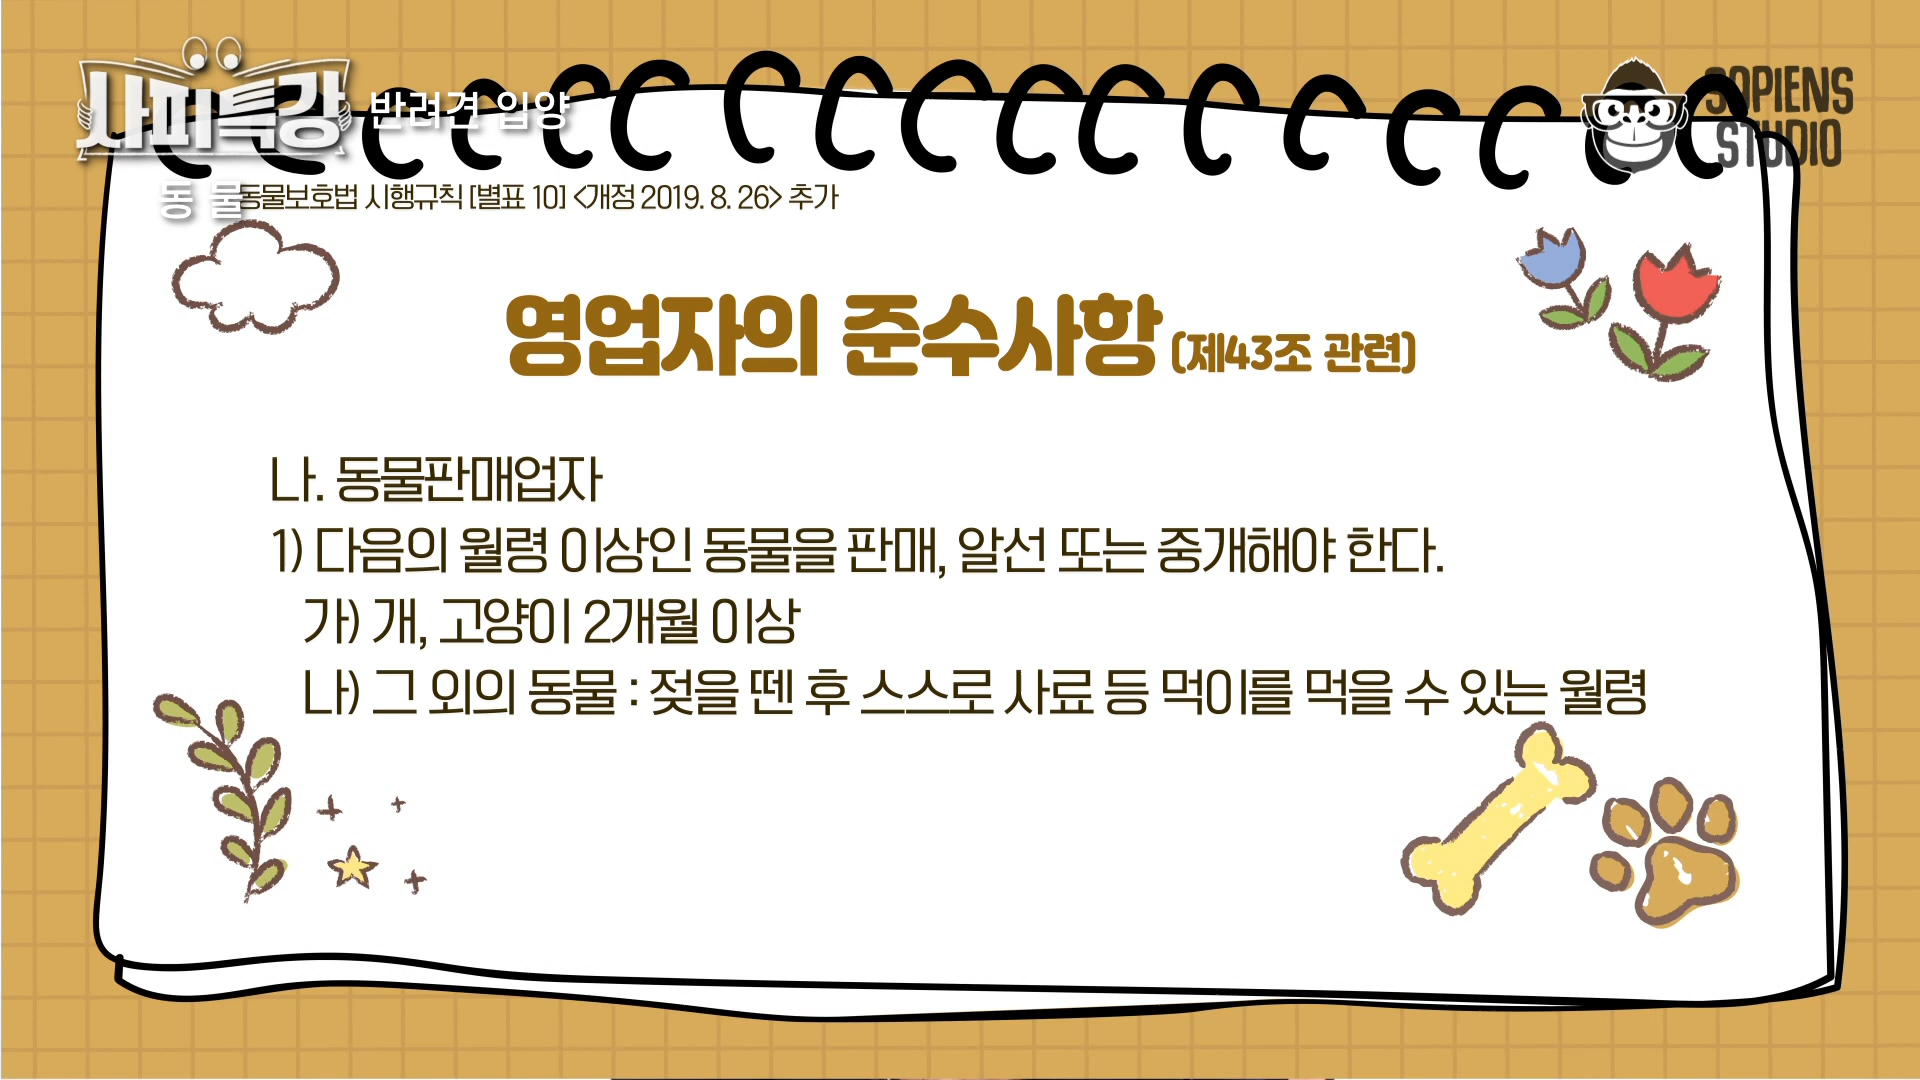 사피특강 반려견 입양
SOPIENS
STUDIO
동 물
동물보호법 시행규칙 [별표 10] <개정 2019. 8. 26> 추가
영업자의 준수사항 (제43조 관련)
나. 동물판매업자
1) 다음의 월령 이상인 동물을 판매, 알선 또는 중개해야 한다.
가) 개, 고양이 2개월 이상
나) 그 외의 동물 : 젖을 뗀 후 스스로 사료 등 먹이를 먹을 수 있는 월령